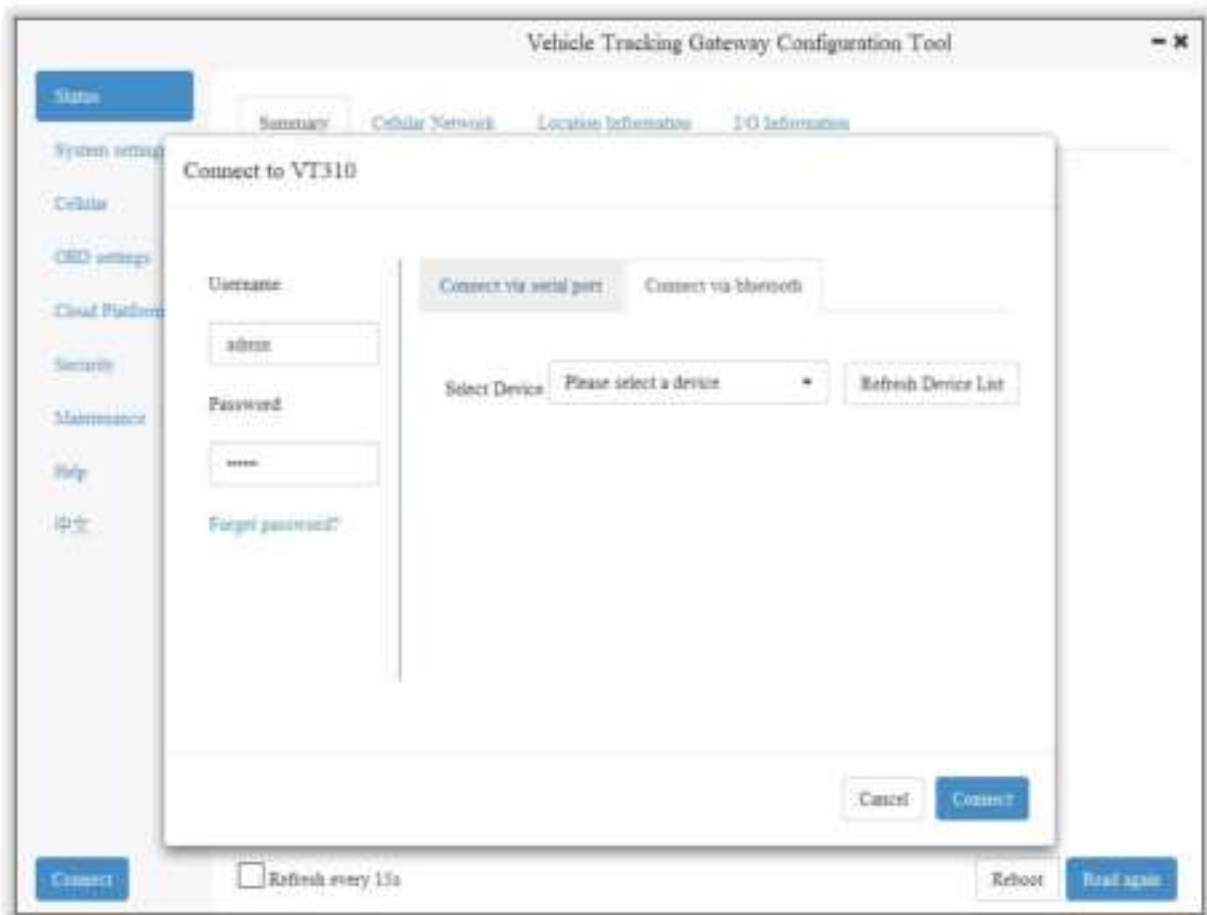 Vehicle Tracking Gateway Configuration Tool
Status
Summary
Cellular Network
Location Information
I/O Information
System settings
Cellular
OBD settings
Cloud Platform
Security
Maintenance
Help
中文
Connect to VT310
Username
admin
Password
•••••
Forget password?
Connect via serial port
Connect via bluetooth
Select Device
Please select a device
Refresh Device List
Cancel
Connect
Connect
Refresh every 15s
Reboot
Read again